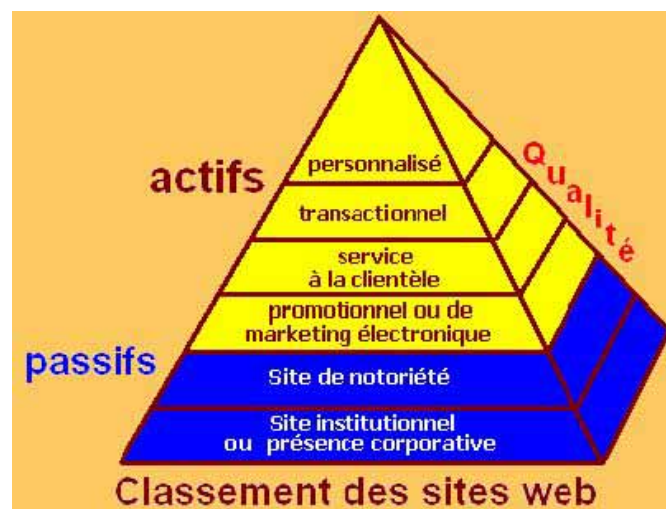 personnalisé
actifs
transactionnel
service
à la clientèle
promotionnel ou de
marketing électronique
Qualité
passifs
Site de notoriété
Site institutionnel
ou présence corporative
Classement des sites web